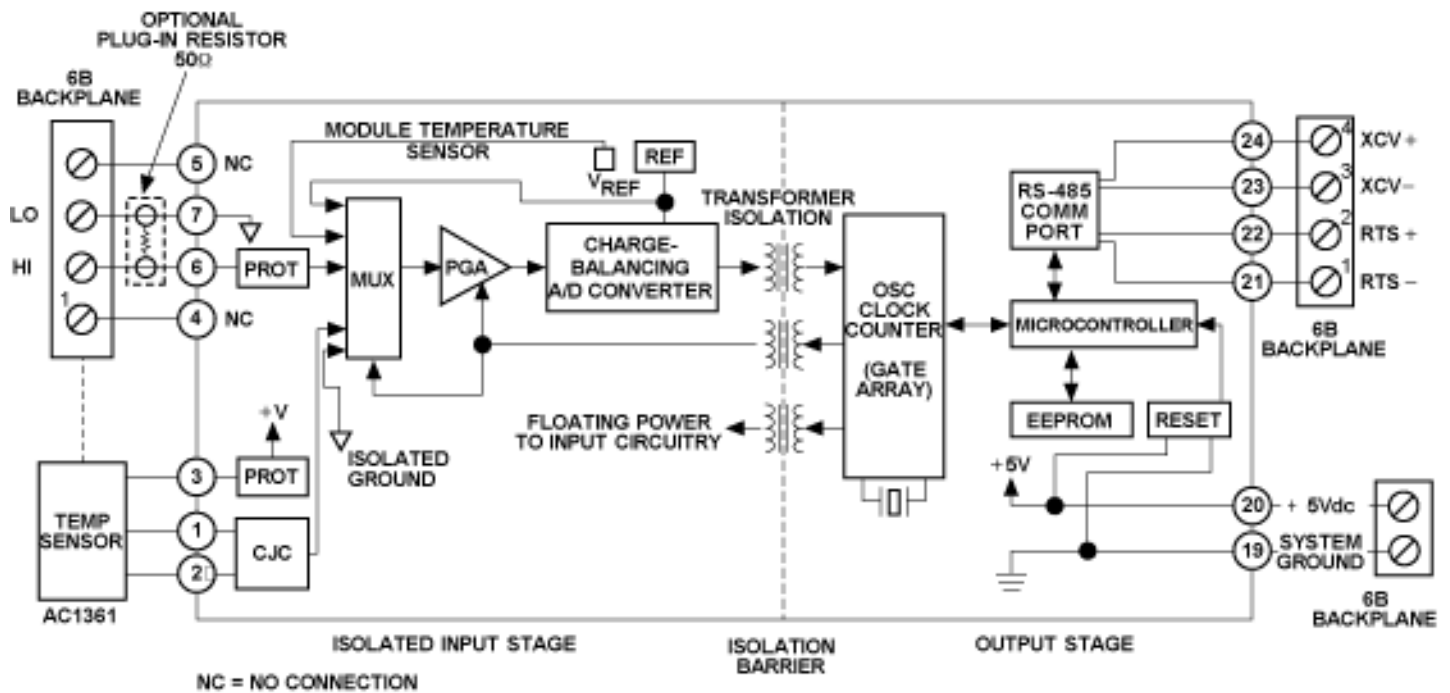 OPTIONAL
PLUG-IN RESISTOR
50Ω
6B
BACKPLANE
LO
HI
1
5 NC
7
6
4 NC
PROT
MODULE TEMPERATURE
SENSOR
VREF
REF
MUX
PGA
CHARGE-
BALANCING
A/D CONVERTER
TRANSFORMER
ISOLATION
OSC
CLOCK
COUNTER
(GATE
ARRAY)
RS-485
COMM
PORT
MICROCONTROLLER
EEPROM
RESET
24
23
22
21
4
3
2
1
XCV +
XCV –
RTS +
RTS –
6B
BACKPLANE
FLOATING POWER
TO INPUT CIRCUITRY
ISOLATED
GROUND
+V
3
PROT
1
2
CJC
TEMP
SENSOR
AC1361
+5V
20
+ 5Vdc
19
SYSTEM
GROUND
6B
BACKPLANE
ISOLATED INPUT STAGE
ISOLATION
BARRIER
OUTPUT STAGE
NC = NO CONNECTION